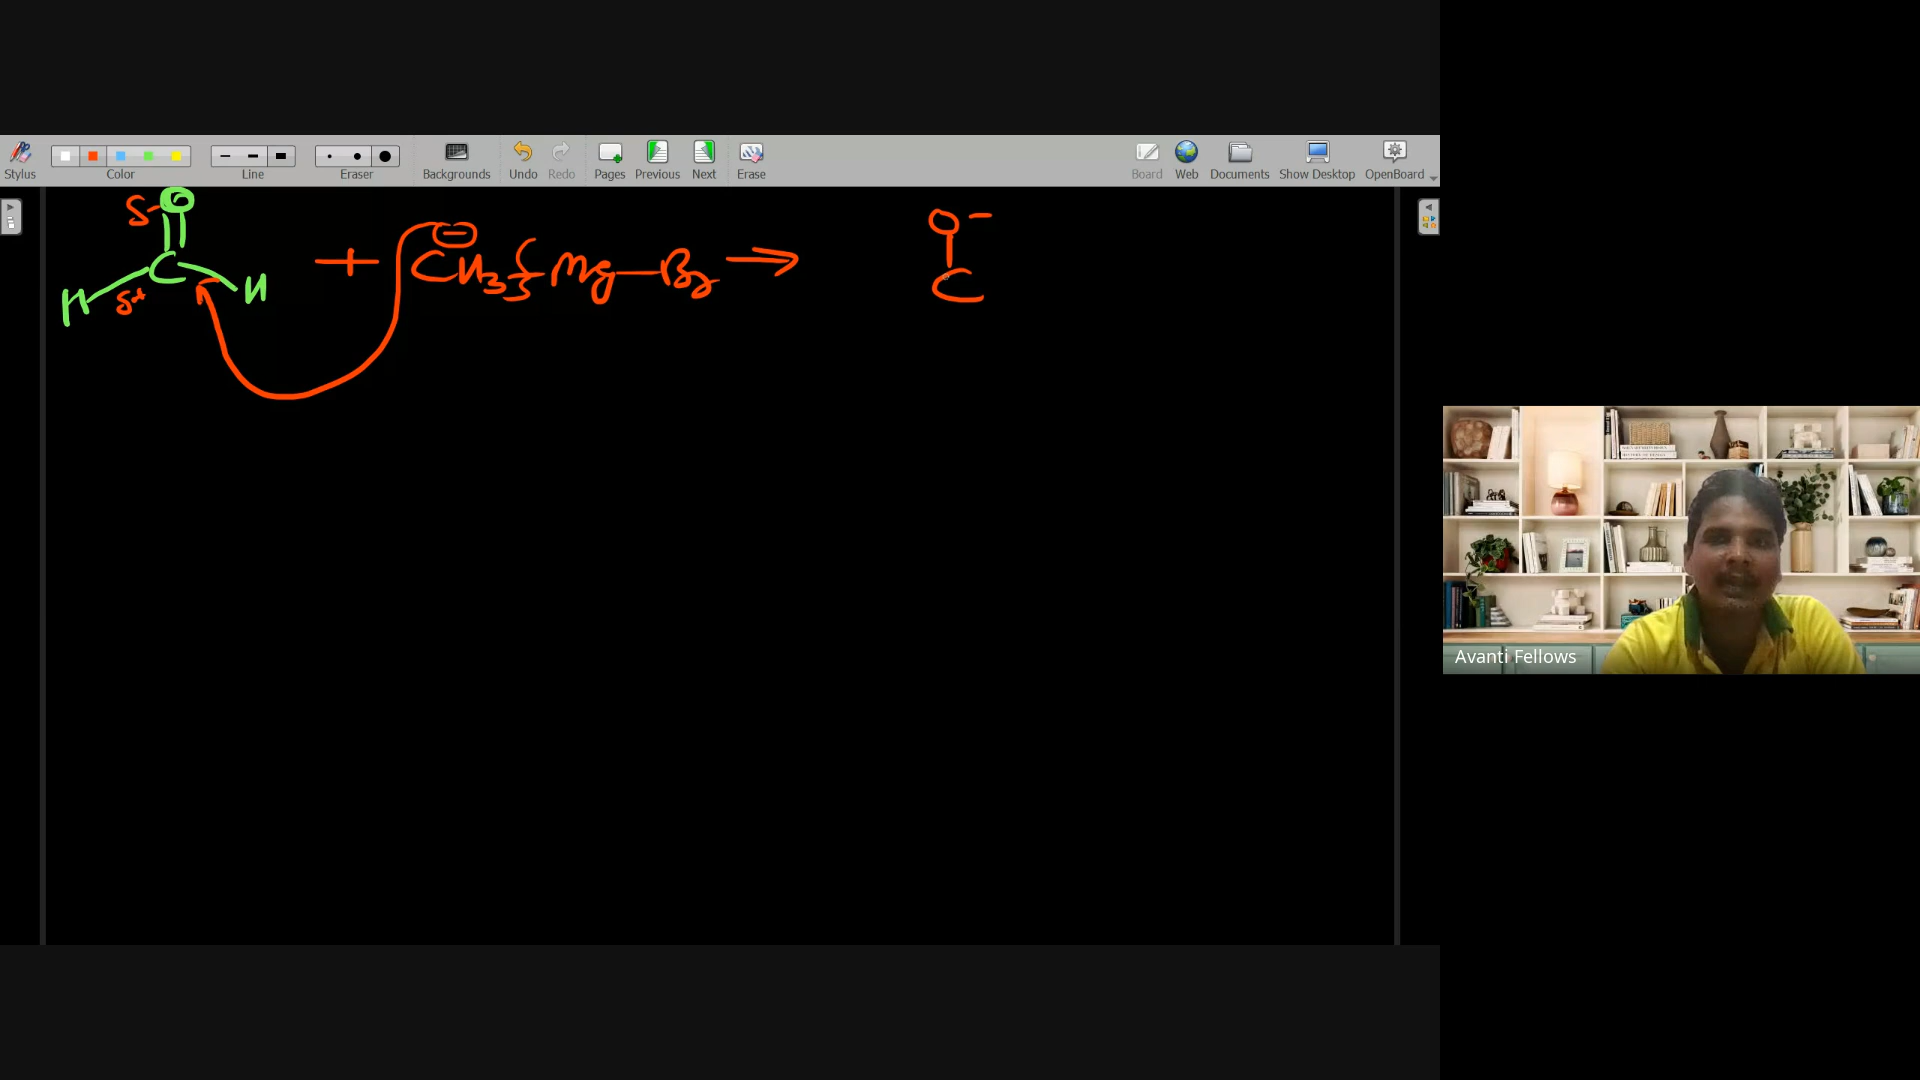 Stylus Color Line Eraser Backgrounds Undo Redo Pages Previous Next Erase Board Web Documents Show Desktop OpenBoard
δ- O O -
H C H + CH3 Mg Br → C
δ+
Avanti Fellows